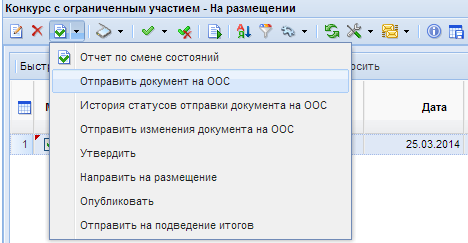 Конкурс с ограниченным участием - На размещении
Отчет по смене состояний
Быстр
осить
Отправить документ на ООС
История статусов отправки документа на ООС
Дата
Отправить изменения документа на ООС
1
25.03.2014
Утвердить
Направить на размещение
Опубликовать
Отправить на подведение итогов